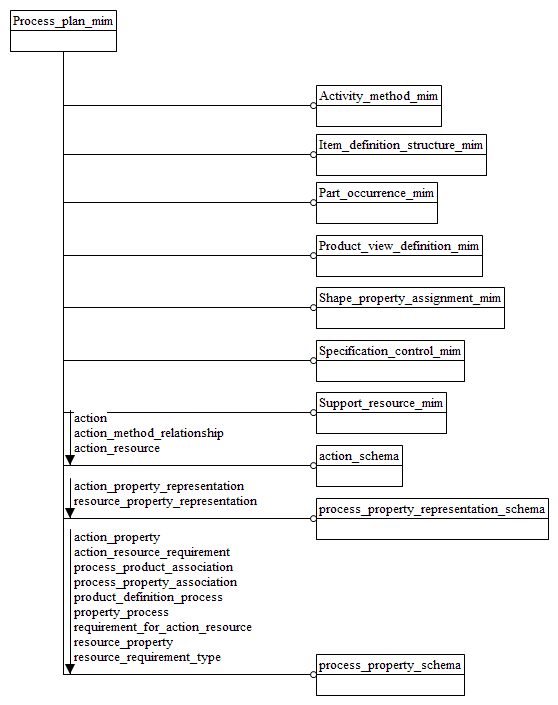 Process_plan_mim
Activity_method_mim
Item_definition_structure_mim
Part_occurrence_mim
Product_view_definition_mim
Shape_property_assignment_mim
Specification_control_mim
Support_resource_mim
action
action_method_relationship
action_resource
action_schema
action_property_representation
resource_property_representation
process_property_representation_schema
action_property
action_resource_requirement
process_product_association
process_property_association
product_definition_process
property_process
requirement_for_action_resource
resource_property
resource_requirement_type
process_property_schema